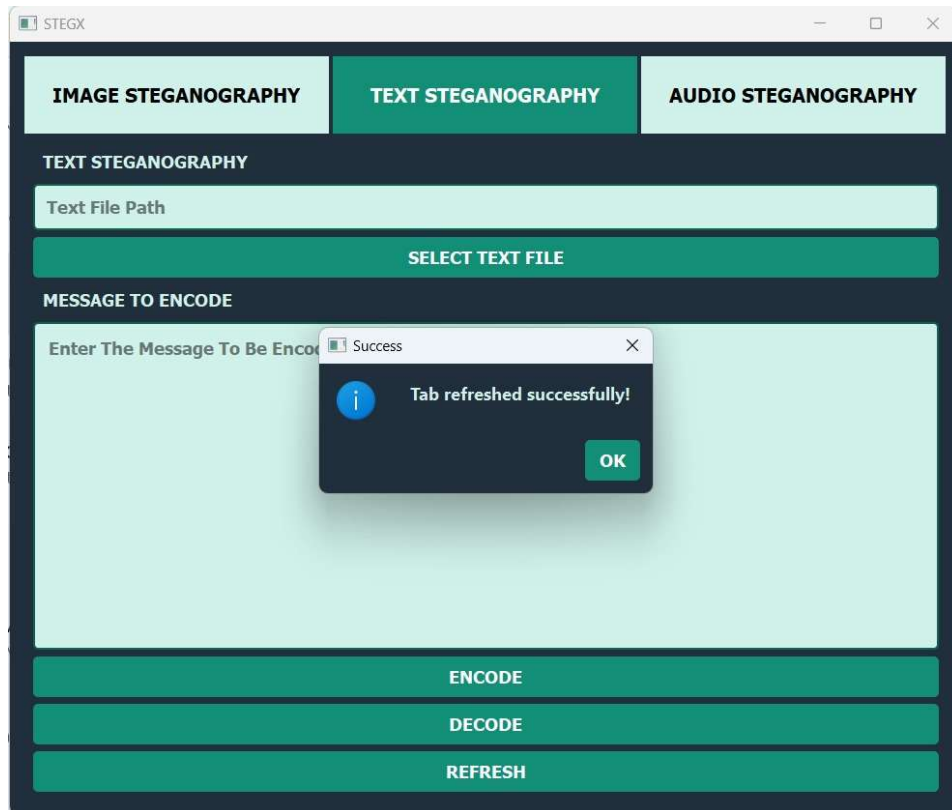 STEGX
IMAGE STEGANOGRAPHY
TEXT STEGANOGRAPHY
AUDIO STEGANOGRAPHY
TEXT STEGANOGRAPHY
Text File Path
SELECT TEXT FILE
MESSAGE TO ENCODE
Enter The Message To Be
Success
Tab refreshed successfully!
OK
ENCODE
DECODE
REFRESH